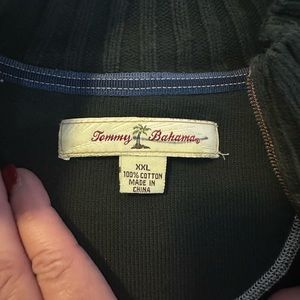 Tommy Bahama
XXL
100% COTTON
MADE IN
CHINA